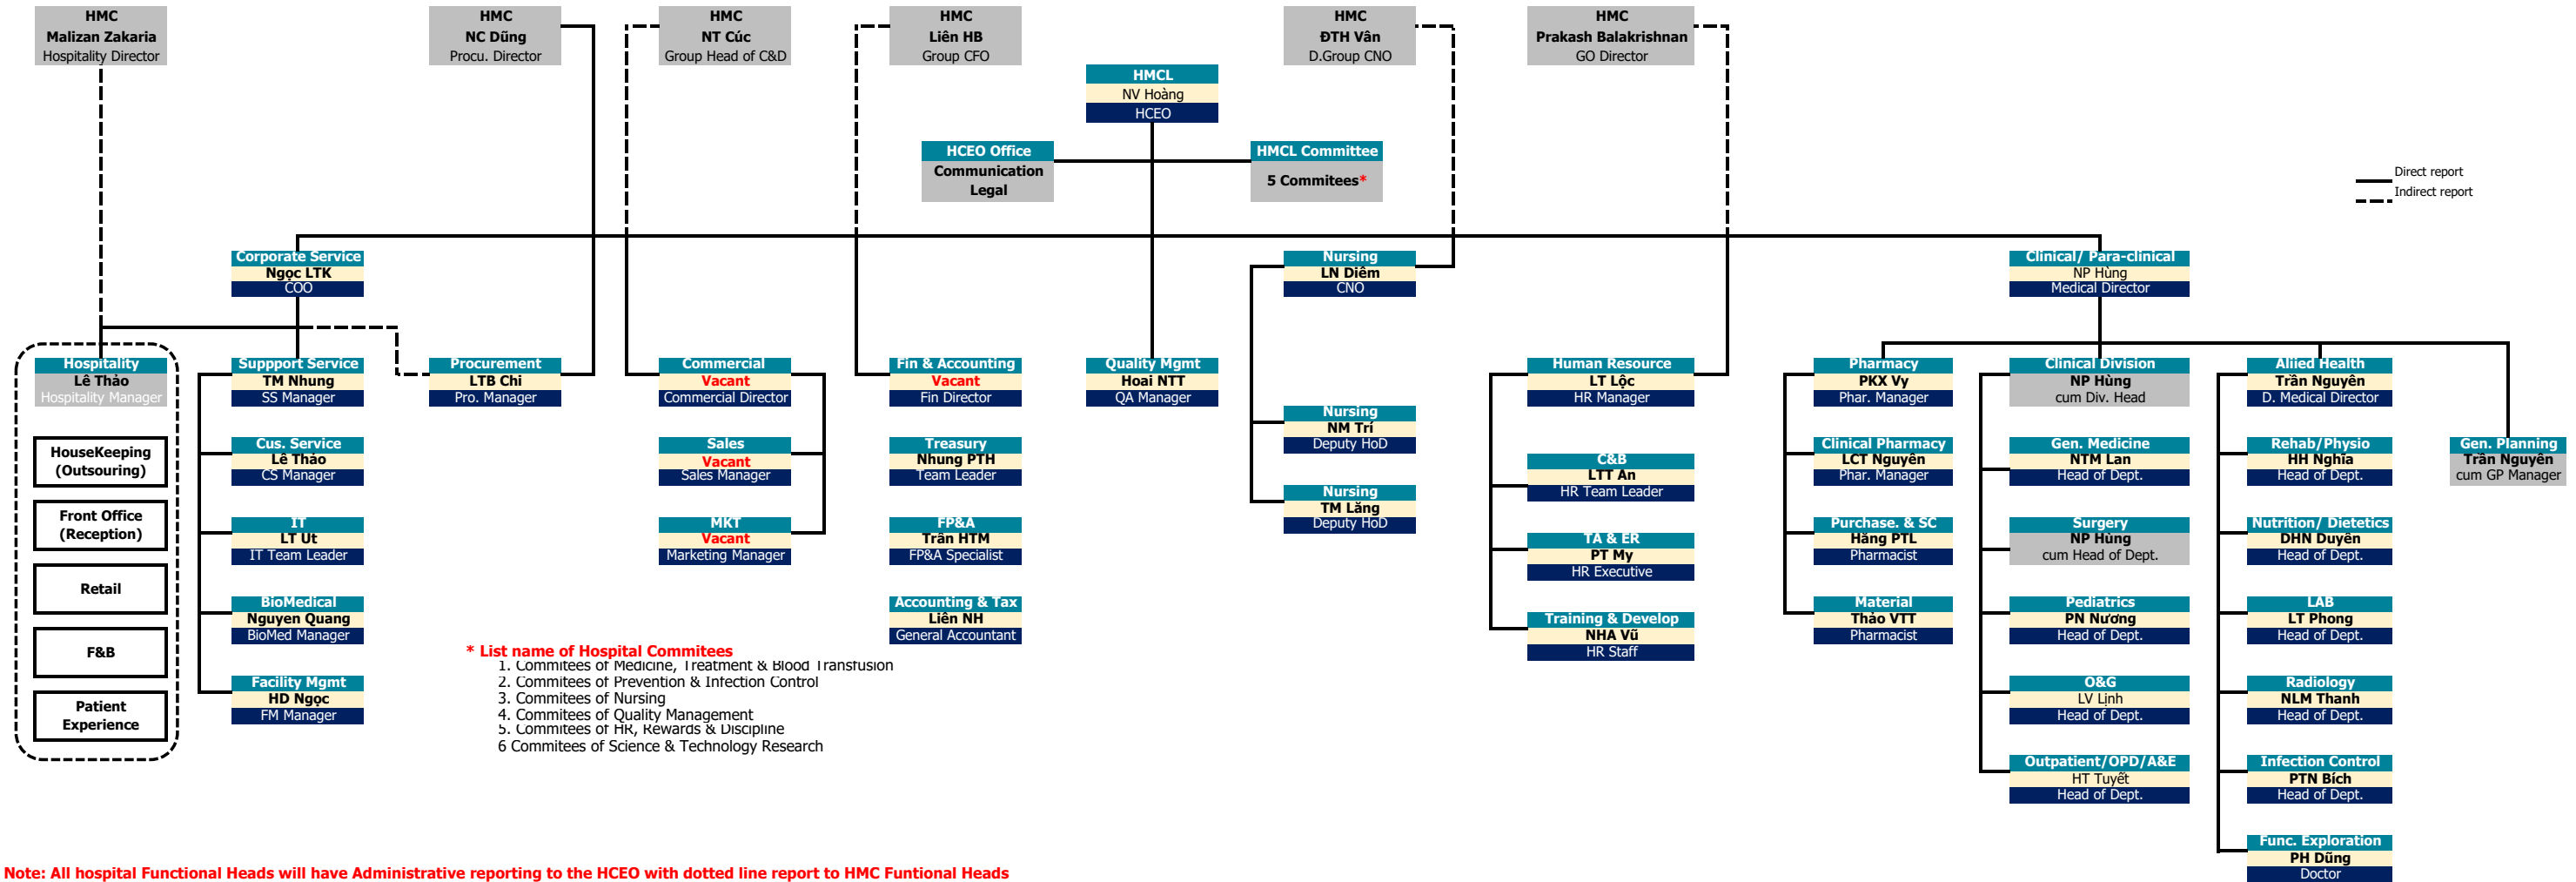 HMC
Malizan Zakaria
Hospitality Director
HMC
NC Dũng
Procu. Director
HMC
NT Cúc
Group Head of C&D
HMC
Liên HB
Group CFO
HMC
ĐTH Vân
D.Group CNO
HMC
Prakash Balakrishnan
GO Director
HMCL
NV Hoàng
HCEO
HCEO Office
Communication
Legal
HMCL Committee
5 Commitees*
Direct report
Indirect report
Corporate Service
Ngọc LTK
COO
Nursing
LN Diêm
CNO
Clinical/ Para-clinical
NP Hùng
Medical Director
Hospitality
Lê Thảo
Hospitality Manager
HouseKeeping
(Outsouring)
Front Office
(Reception)
Retail
F&B
Patient
Experience
Suppport Service
TM Nhung
SS Manager
Cus. Service
Lê Thảo
CS Manager
IT
LT Ut
IT Team Leader
BioMedical
Nguyen Quang
BioMed Manager
Facility Mgmt
HD Ngọc
FM Manager
Procurement
LTB Chi
Pro. Manager
Commercial
Vacant
Commercial Director
Sales
Vacant
Sales Manager
MKT
Vacant
Marketing Manager
Fin & Accounting
Vacant
Fin Director
Treasury
Nhung PTH
Team Leader
FP&A
Trân HTM
FP&A Specialist
Accounting & Tax
Liên NH
General Accountant
Quality Mgmt
Hoai NTT
QA Manager
Nursing
NM Trí
Deputy HoD
Nursing
TM Lăng
Deputy HoD
Human Resource
LT Lộc
HR Manager
C&B
LTT An
HR Team Leader
TA & ER
PT My
HR Executive
Training & Develop
NHA Vũ
HR Staff
Pharmacy
PKX Vy
Phar. Manager
Clinical Pharmacy
LCT Nguyên
Phar. Manager
Purchase. & SC
Hằng PTL
Pharmacist
Material
Thảo VTT
Pharmacist
Clinical Division
NP Hùng
cum Div. Head
Gen. Medicine
NTM Lan
Head of Dept.
Surgery
NP Hùng
cum Head of Dept.
Pediatrics
PN Nương
Head of Dept.
O&G
LV Linh
Head of Dept.
Outpatient/OPD/A&E
HT Tuyết
Head of Dept.
Allied Health
Trần Nguyên
D. Medical Director
Rehab/Physio
HH Nghĩa
Head of Dept.
Nutrition/ Dietetics
DHN Duyên
Head of Dept.
LAB
LT Phong
Head of Dept.
Radiology
NLM Thanh
Head of Dept.
Infection Control
PTN Bích
Head of Dept.
Func. Exploration
PH Dũng
Doctor
Gen. Planning
Trần Nguyên
cum GP Manager
* List name of Hospital Commitees
1. Commitees of Medicine, Treatment & Blood Transfusion
2. Commitees of Prevention & Infection Control
3. Commitees of Nursing
4. Commitees of Quality Management
5. Commitees of HR, Rewards & Discipline
6 Commitees of Science & Technology Research
Note: All hospital Functional Heads will have Administrative reporting to the HCEO with dotted line report to HMC Funtional Heads